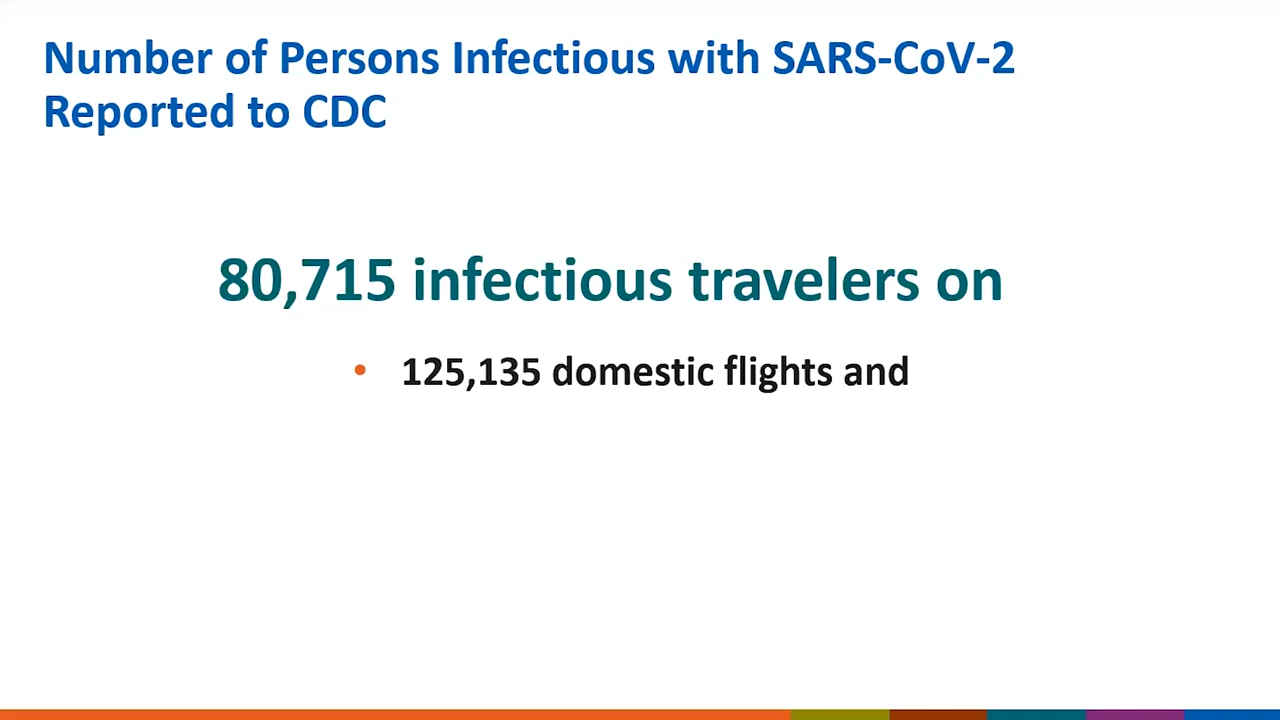 Number of Persons Infectious with SARS-CoV-2
Reported to CDC
80,715 infectious travelers on
• 125,135 domestic flights and